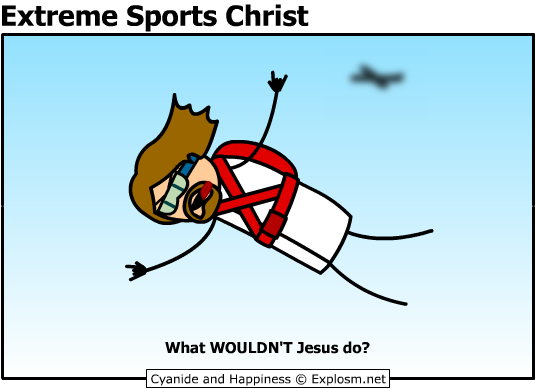 Extreme Sports Christ
What WOULDN'T Jesus do?
Cyanide and Happiness © Explosm.net